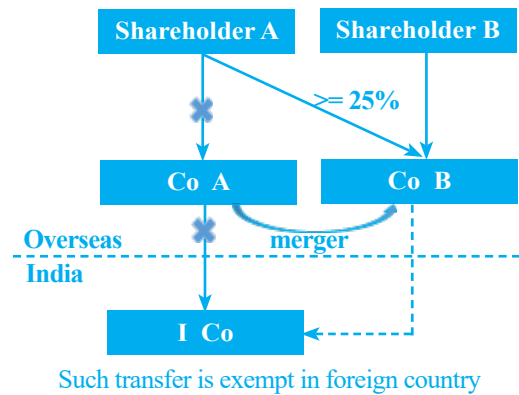 Shareholder A
Shareholder B
>= 25%
Co A
Co B
merger
Overseas
India
I Co
Such transfer is exempt in foreign country